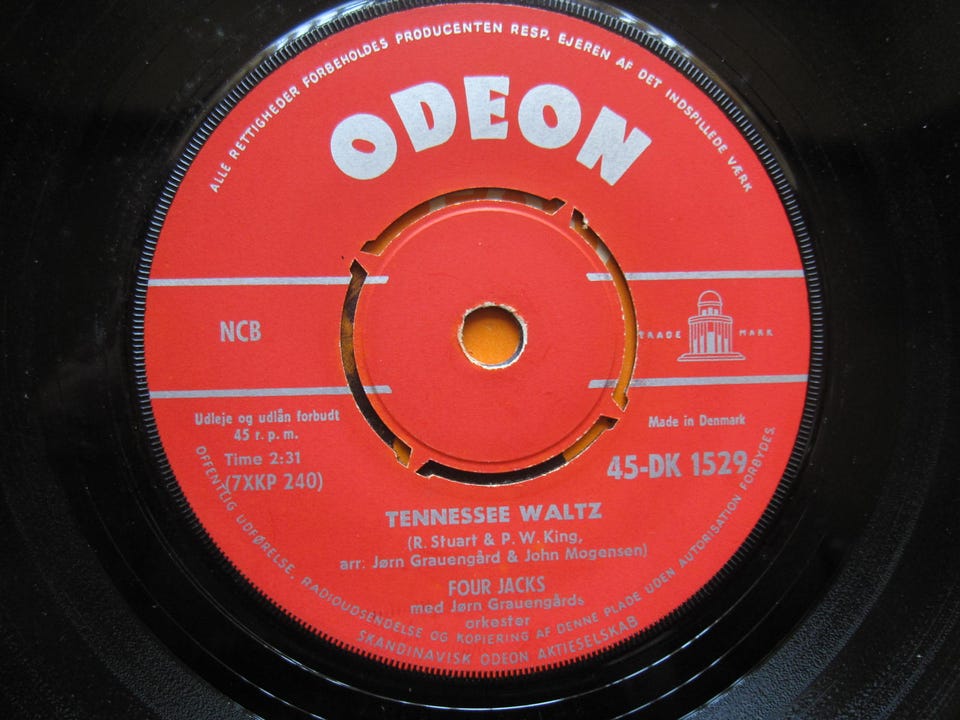 ALLE RETTIGHEDER FORBEHOLDES PRODUCENTEN RESP. EJEREN AF DET INDSPILLEDE VÆRK
ODEON
NCB
TRADE MARK
Udleje og udlån forbudt
45 r.p.m.
Made in Denmark
Time 2:31
(7XKP 240)
45-DK 1529
TENNESSEE WALTZ
(R. Stuart & P. W. King,
arr: Jørn Grauengård & John Mogensen)
FOUR JACKS
med Jørn Grauengårds
orkester
OFFENTLIG UDFØRELSE, RADIOUDSENDELSE OG KOPIERING AF DENNE PLADE UDEN AUTORISATION FORBYDES.
SKANDINAVISK ODEON AKTIESELSKAB